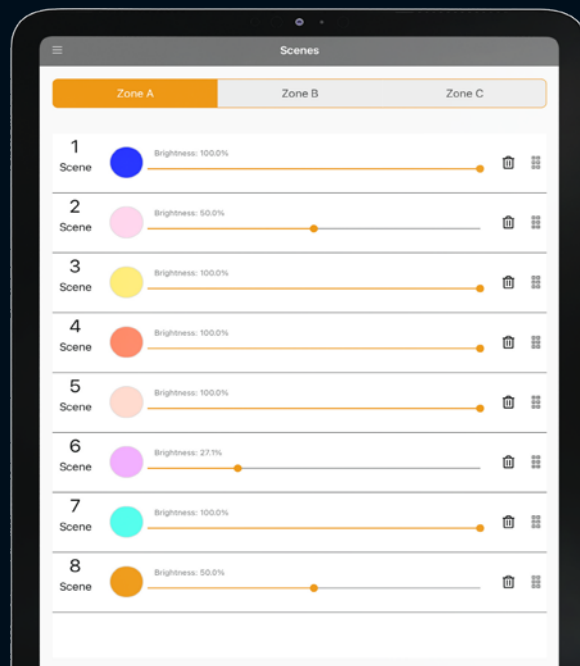 Scenes
Zone A Zone B Zone C
1
Scene
Brightness: 100.0%
2
Scene
Brightness: 50.0%
3
Scene
Brightness: 100.0%
4
Scene
Brightness: 100.0%
5
Scene
Brightness: 100.0%
6
Scene
Brightness: 27.1%
7
Scene
Brightness: 100.0%
8
Scene
Brightness: 50.0%